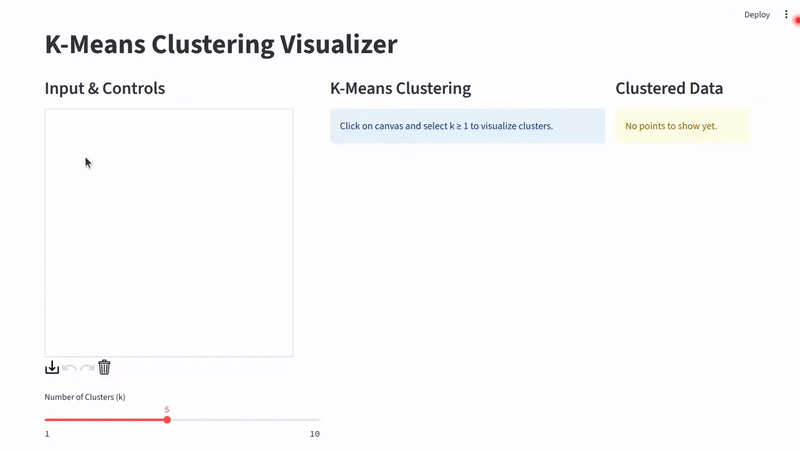 Deploy
K-Means Clustering Visualizer
Input & Controls
K-Means Clustering
Clustered Data
Click on canvas and select k ≥ 1 to visualize clusters.
No points to show yet.
Number of Clusters (k)
5
1
10